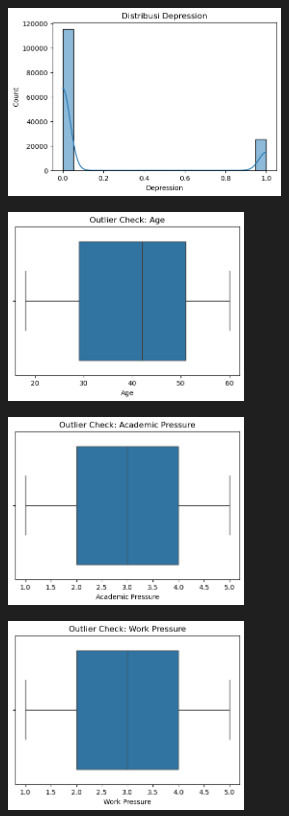 Distribusi Depression
120000
100000
80000
60000
40000
20000
0
Count
0.0 0.2 0.4 0.6 0.8 1.0
Depression
Outlier Check: Age
20 30 40 50 60
Age
Outlier Check: Academic Pressure
1.0 1.5 2.0 2.5 3.0 3.5 4.0 4.5 5.0
Academic Pressure
Outlier Check: Work Pressure
1.0 1.5 2.0 2.5 3.0 3.5 4.0 4.5 5.0
Work Pressure